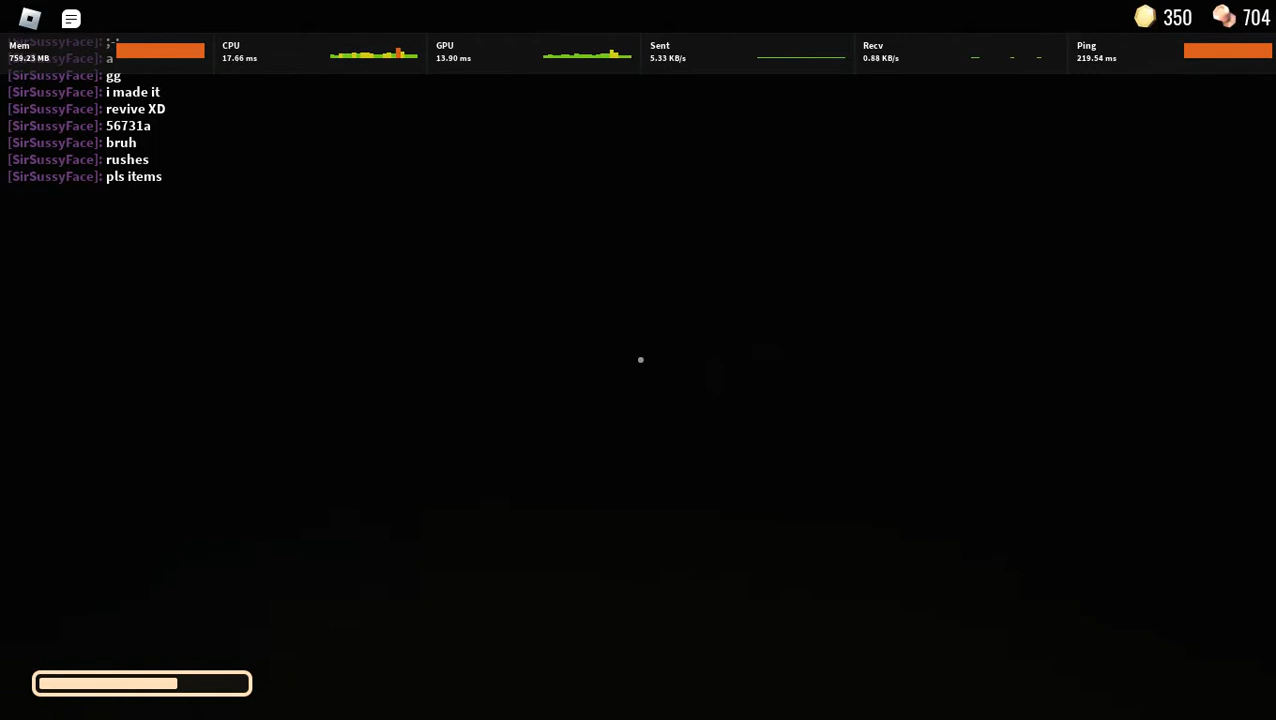 350
704
[SirSussyFace]: ;-;
Mem
759.23 MB
CPU
17.66 ms
GPU
13.90 ms
Sent
5.33 KB/s
Recv
0.88 KB/s
Ping
219.54 ms
[SirSussyFace]: a
[SirSussyFace]: gg
[SirSussyFace]: i made it
[SirSussyFace]: revive XD
[SirSussyFace]: 56731a
[SirSussyFace]: bruh
[SirSussyFace]: rushes
[SirSussyFace]: pls items